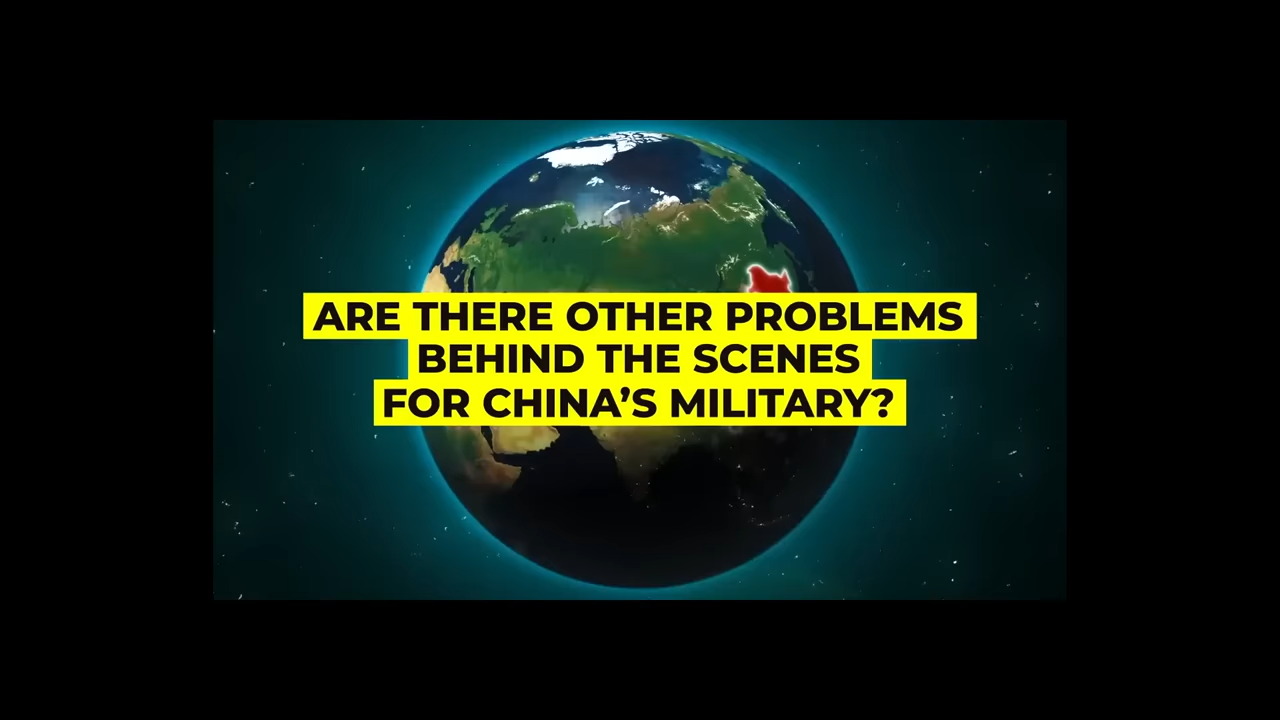 ARE THERE OTHER PROBLEMS
BEHIND THE SCENES
FOR CHINA’S MILITARY?